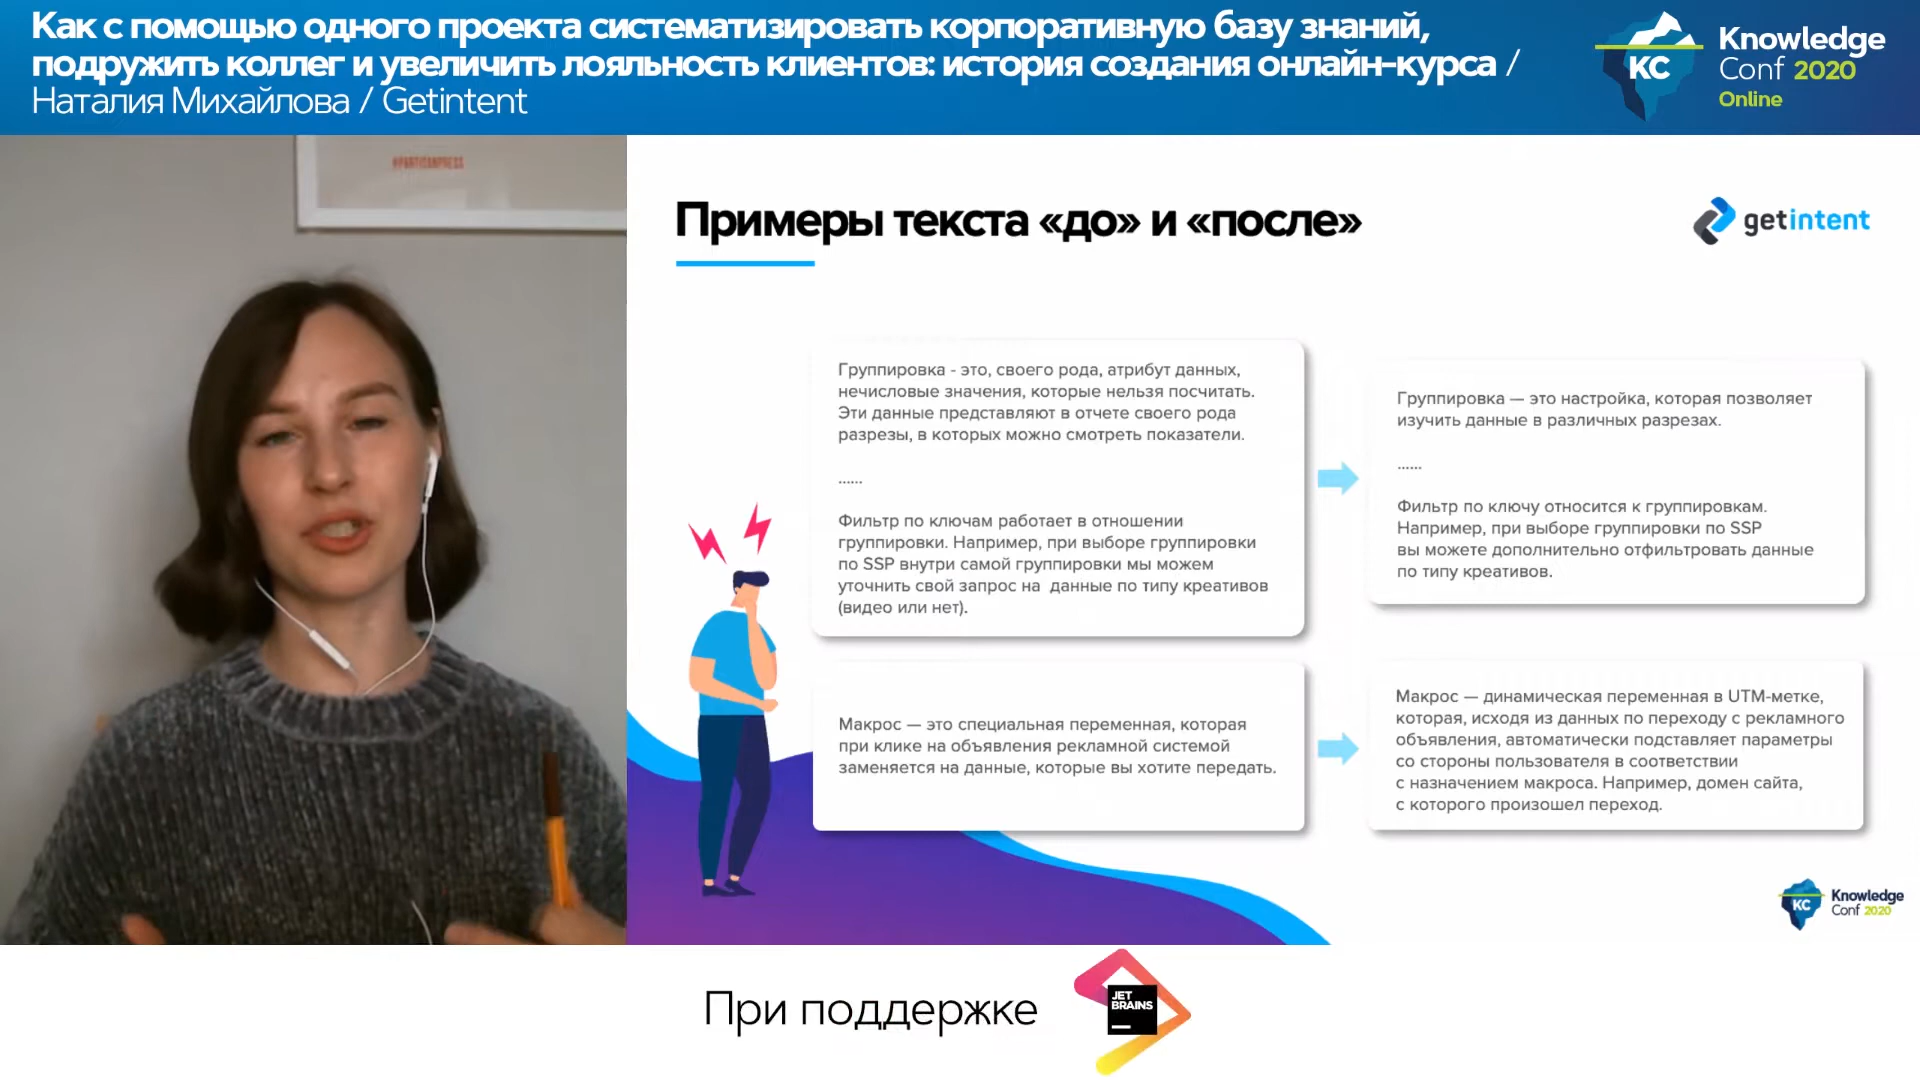 Как с помощью одного проекта систематизировать корпоративную базу знаний,
подружить коллег и увеличить лояльность клиентов: история создания онлайн-курса /
Наталия Михайлова / Getintent
KC
Knowledge
Conf 2020
Online
#PARTISANPRESS
Примеры текста «до» и «после»
getintent
Группировка - это, своего рода, атрибут данных,
нечисловые значения, которые нельзя посчитать.
Эти данные представляют в отчете своего рода
разрезы, в которых можно смотреть показатели.
......
Фильтр по ключам работает в отношении
группировки. Например, при выборе группировки
по SSP внутри самой группировки мы можем
уточнить свой запрос на данные по типу креативов
(видео или нет).
Группировка — это настройка, которая позволяет
изучить данные в различных разрезах.
......
Фильтр по ключу относится к группировкам.
Например, при выборе группировки по SSP
вы можете дополнительно отфильтровать данные
по типу креативов.
Макрос — это специальная переменная, которая
при клике на объявления рекламной системой
заменяется на данные, которые вы хотите передать.
Макрос — динамическая переменная в UTM-метке,
которая, исходя из данных по переходу с рекламного
объявления, автоматически подставляет параметры
со стороны пользователя в соответствии
с назначением макроса. Например, домен сайта,
с которого произошел переход.
KC
Knowledge
Conf 2020
При поддержке
JET
BRAINS